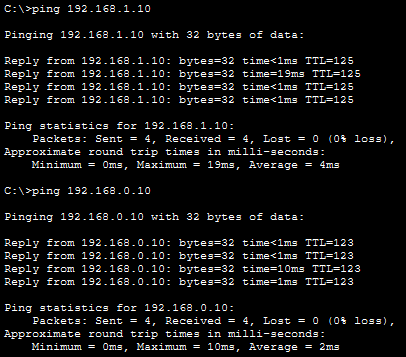 C:\>ping 192.168.1.10
Pinging 192.168.1.10 with 32 bytes of data:
Reply from 192.168.1.10: bytes=32 time<1ms TTL=125
Reply from 192.168.1.10: bytes=32 time=19ms TTL=125
Reply from 192.168.1.10: bytes=32 time<1ms TTL=125
Reply from 192.168.1.10: bytes=32 time<1ms TTL=125
Ping statistics for 192.168.1.10:
    Packets: Sent = 4, Received = 4, Lost = 0 (0% loss),
Approximate round trip times in milli-seconds:
    Minimum = 0ms, Maximum = 19ms, Average = 4ms
C:\>ping 192.168.0.10
Pinging 192.168.0.10 with 32 bytes of data:
Reply from 192.168.0.10: bytes=32 time<1ms TTL=123
Reply from 192.168.0.10: bytes=32 time<1ms TTL=123
Reply from 192.168.0.10: bytes=32 time=10ms TTL=123
Reply from 192.168.0.10: bytes=32 time=1ms TTL=123
Ping statistics for 192.168.0.10:
    Packets: Sent = 4, Received = 4, Lost = 0 (0% loss),
Approximate round trip times in milli-seconds:
    Minimum = 0ms, Maximum = 10ms, Average = 2ms